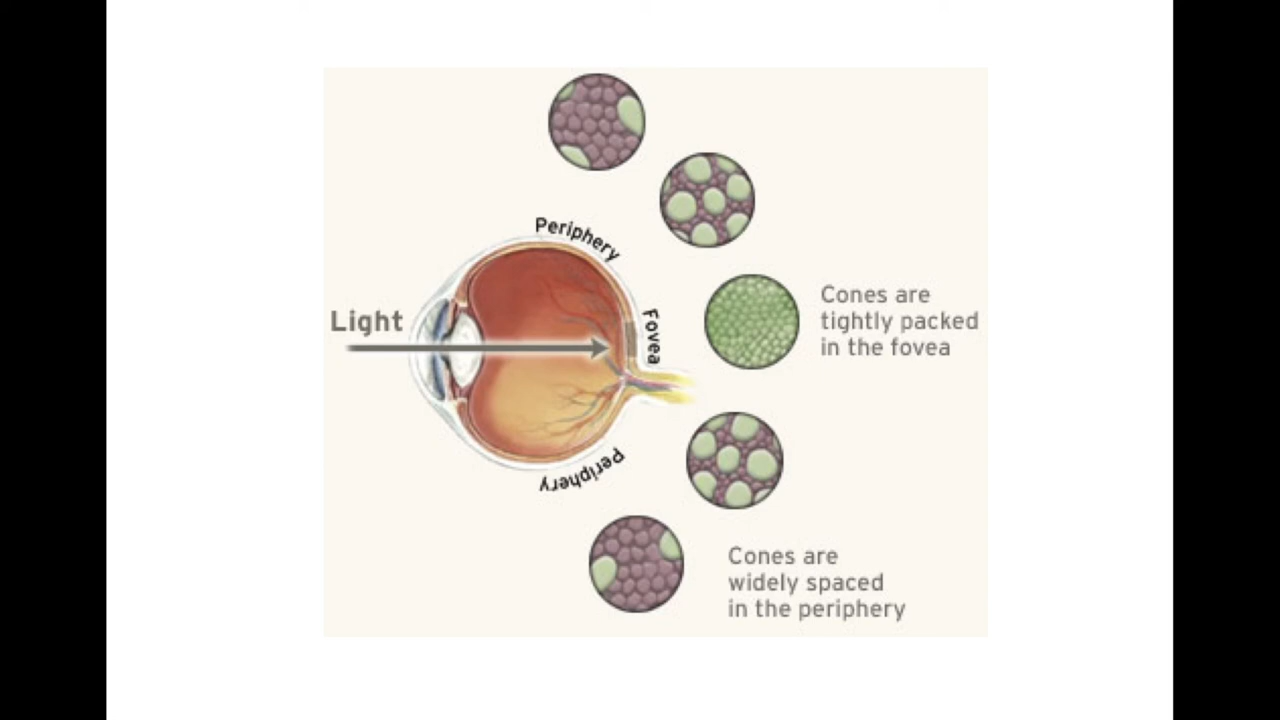 Periphery
Light
Fovea
Cones are
tightly packed
in the fovea
Periphery
Cones are
widely spaced
in the periphery